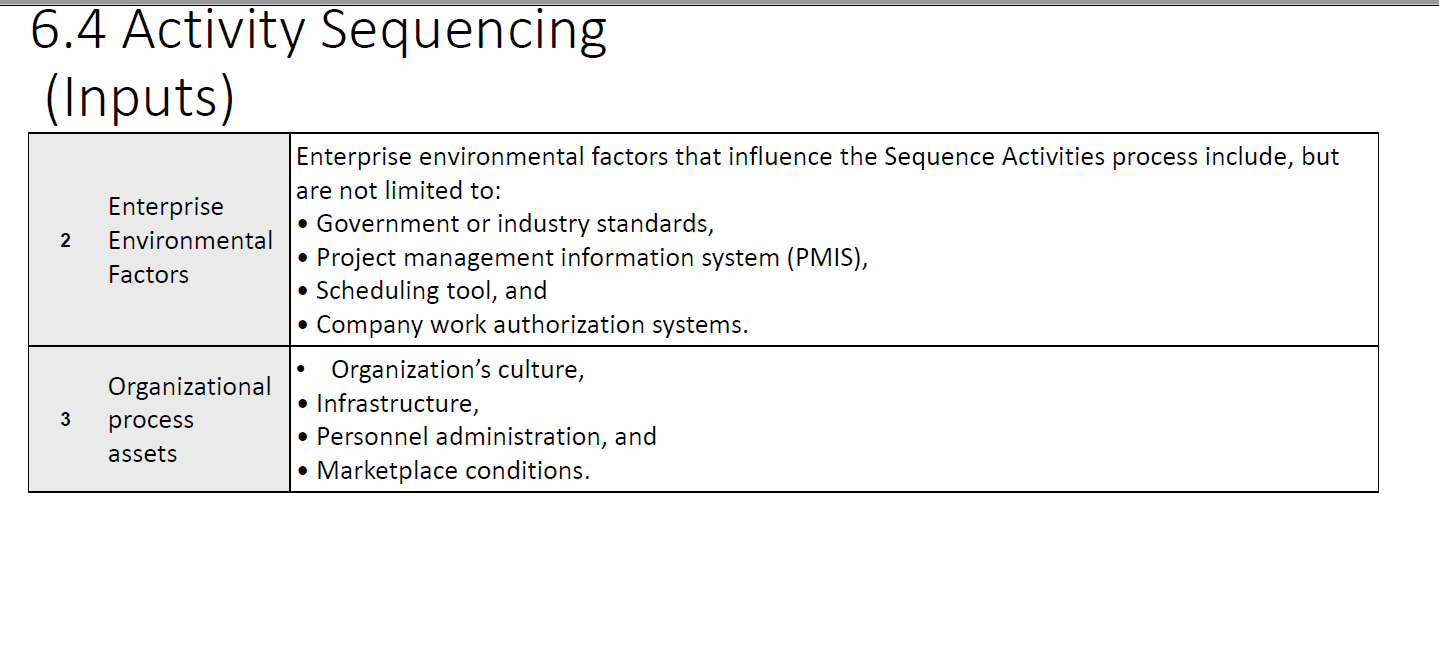 6.4 Activity Sequencing
(Inputs)
2
Enterprise
Environmental
Factors
Enterprise environmental factors that influence the Sequence Activities process include, but
are not limited to:
• Government or industry standards,
• Project management information system (PMIS),
• Scheduling tool, and
• Company work authorization systems.
3
Organizational
process
assets
• Organization’s culture,
• Infrastructure,
• Personnel administration, and
• Marketplace conditions.